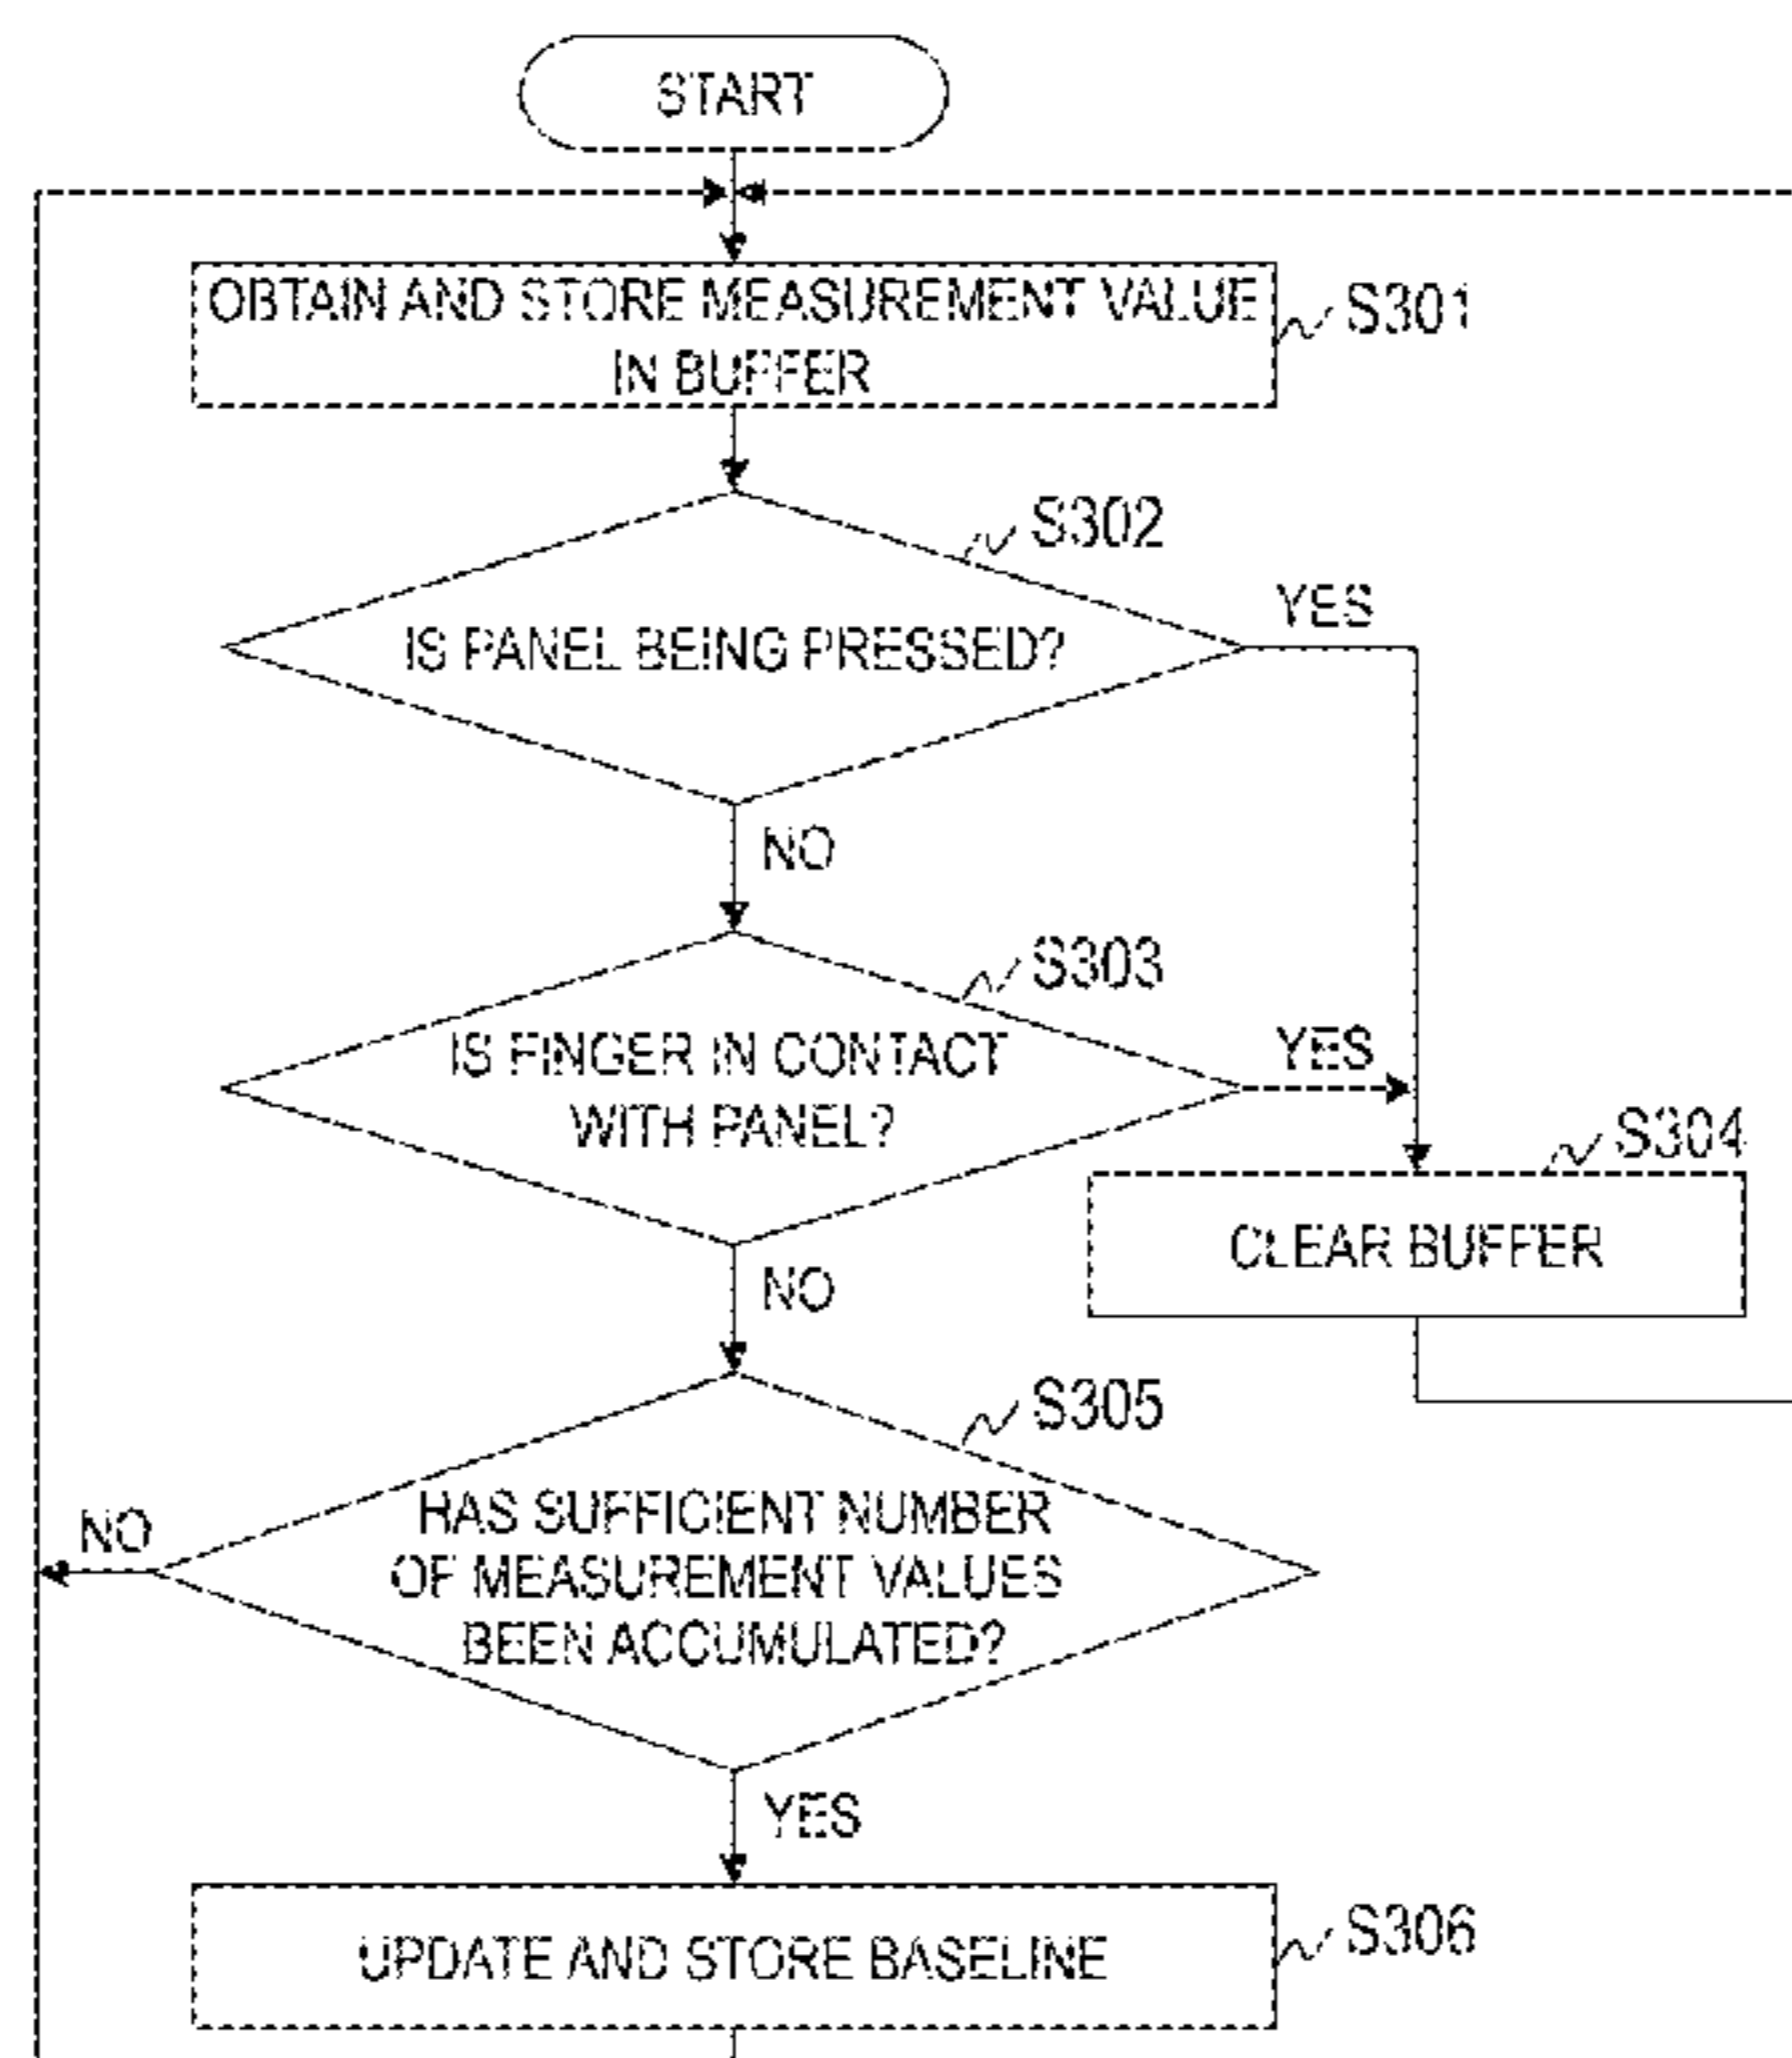 START
OBTAIN AND STORE MEASUREMENT VALUE
IN BUFFER
S301
S302
IS PANEL BEING PRESSED?
YES
NO
S303
IS FINGER IN CONTACT
WITH PANEL?
YES
S304
CLEAR BUFFER
NO
S305
HAS SUFFICIENT NUMBER
OF MEASUREMENT VALUES
BEEN ACCUMULATED?
NO
YES
UPDATE AND STORE BASELINE
S306